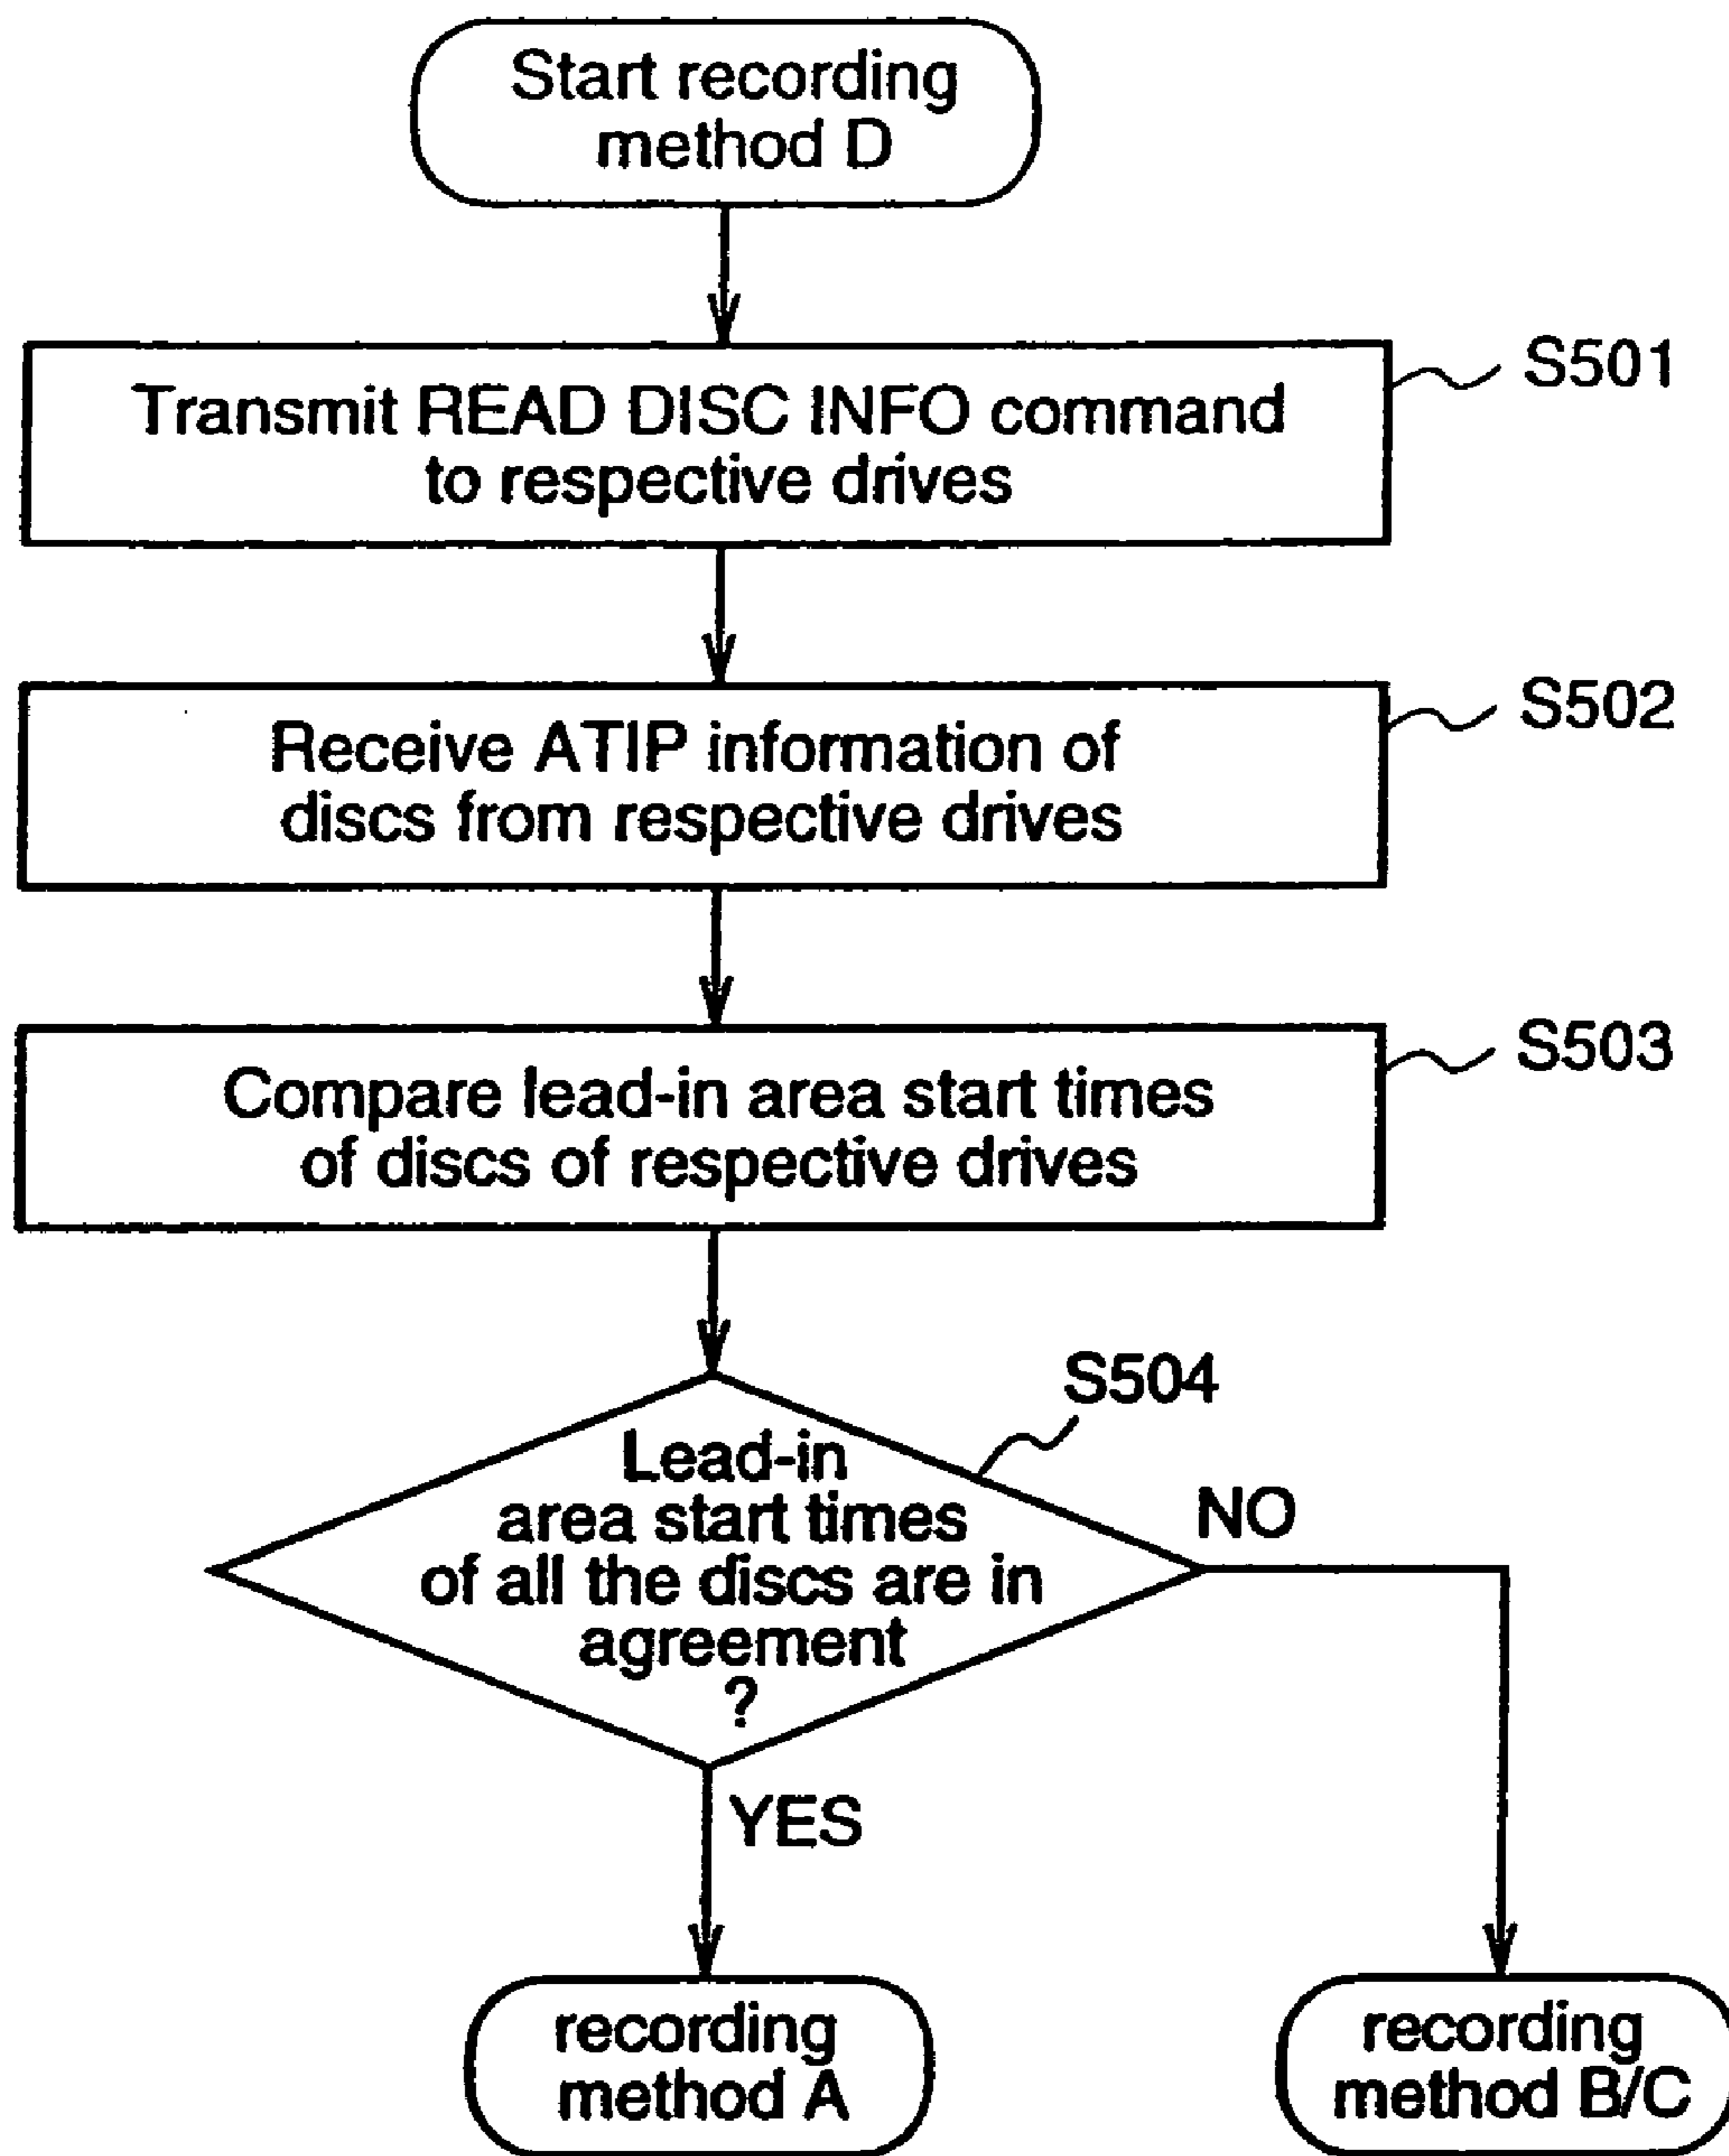 Start recording
method D
S501
Transmit READ DISC INFO command
to respective drives
S502
Receive ATIP information of
discs from respective drives
S503
Compare lead-in area start times
of discs of respective drives
S504
Lead-in
area start times
of all the discs are in
agreement
?
NO
YES
recording
method A
recording
method B/C